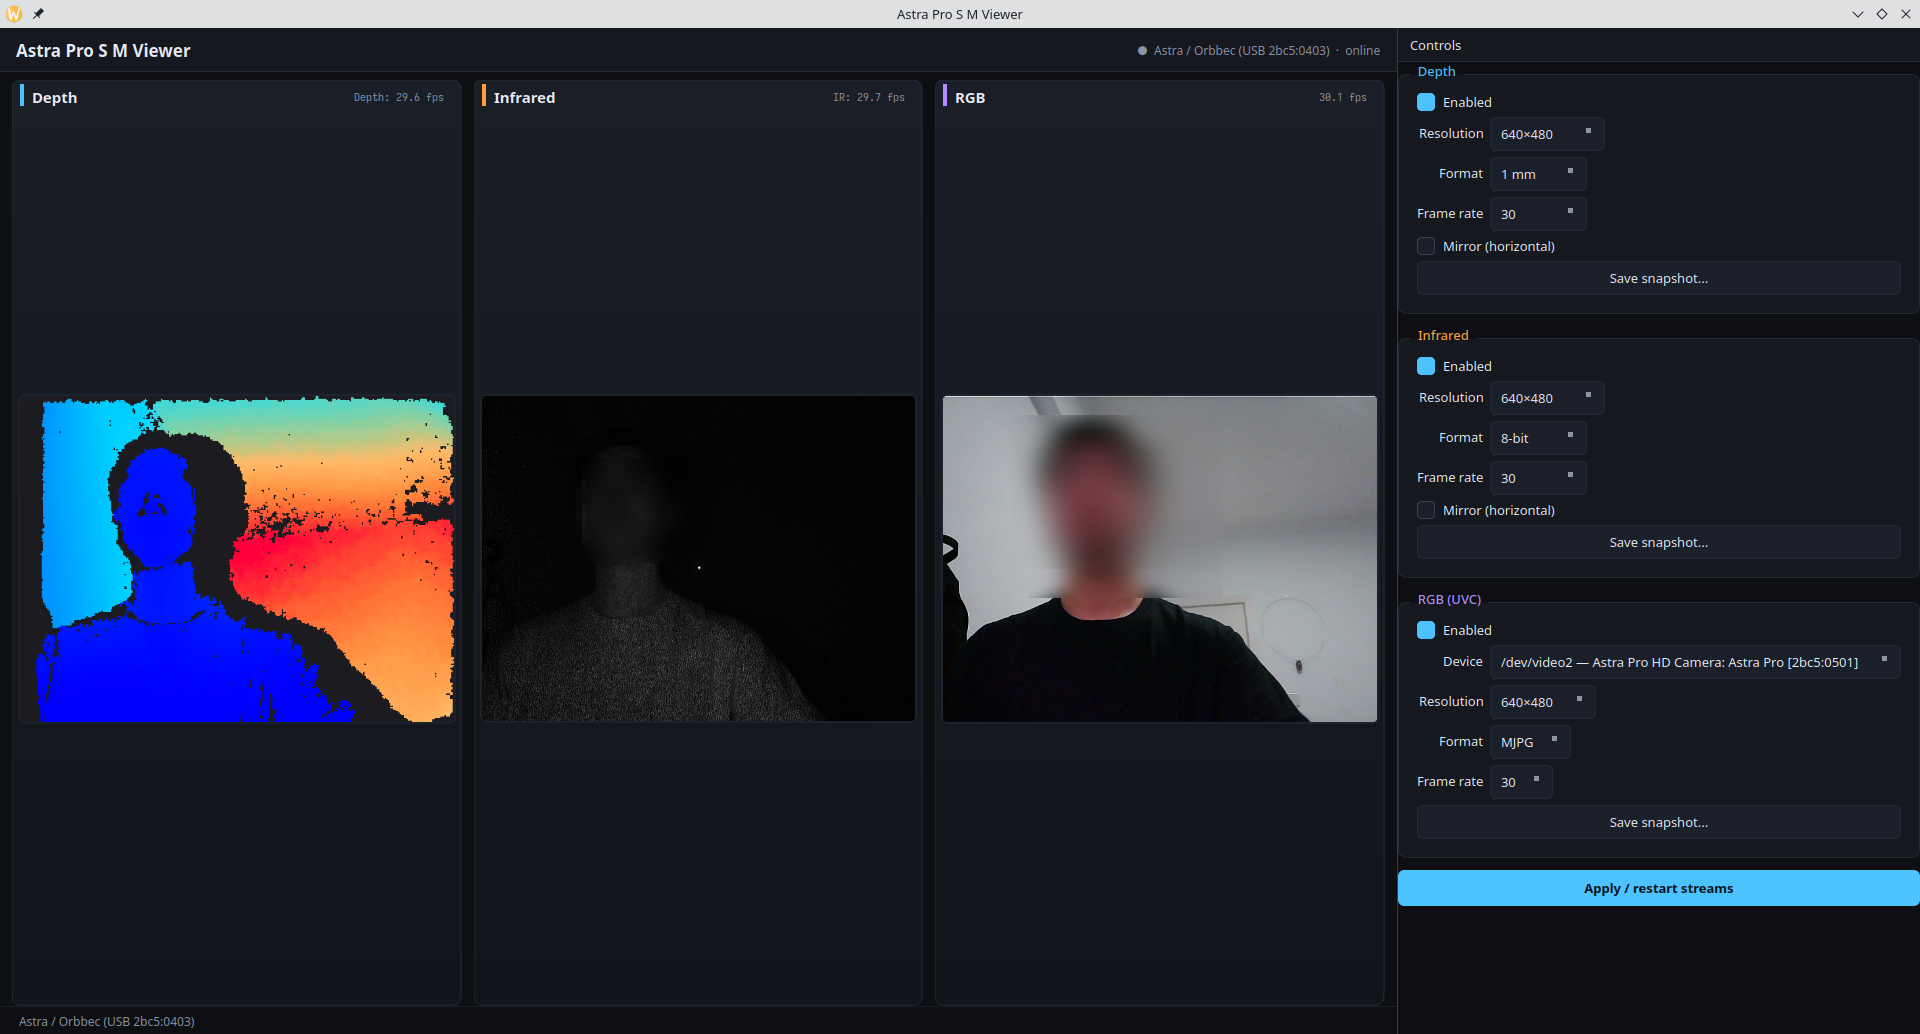 W
Astra Pro S M Viewer
Astra Pro S M Viewer
Astra / Orbbec (USB 2bc5:0403) · online
Depth
Depth: 29.6 fps
Infrared
IR: 29.7 fps
RGB
30.1 fps
Controls
Depth
Enabled
Resolution 640×480
Format 1 mm
Frame rate 30
Mirror (horizontal)
Save snapshot...
Infrared
Enabled
Resolution 640×480
Format 8-bit
Frame rate 30
Mirror (horizontal)
Save snapshot...
RGB (UVC)
Enabled
Device /dev/video2 — Astra Pro HD Camera: Astra Pro [2bc5:0501]
Resolution 640×480
Format MJPG
Frame rate 30
Save snapshot...
Apply / restart streams
Astra / Orbbec (USB 2bc5:0403)